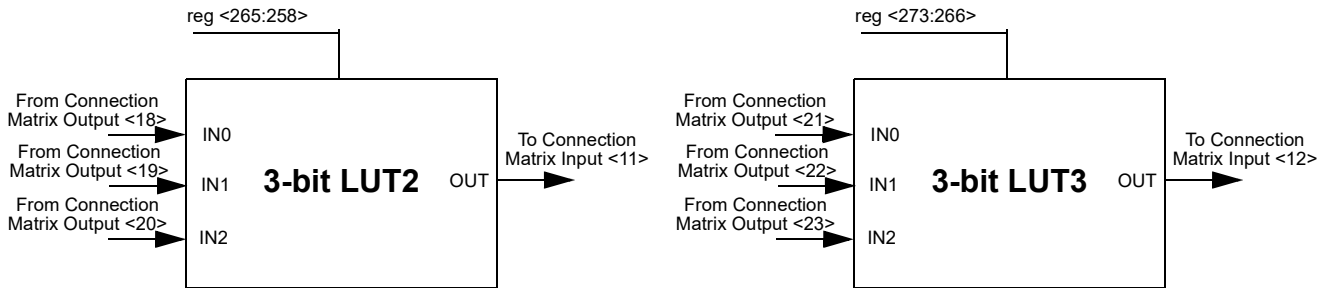 reg <265:258>
From Connection
Matrix Output <18>
IN0
From Connection
Matrix Output <19>
IN1
From Connection
Matrix Output <20>
IN2
3-bit LUT2
OUT
To Connection
Matrix Input <11>
reg <273:266>
From Connection
Matrix Output <21>
IN0
From Connection
Matrix Output <22>
IN1
From Connection
Matrix Output <23>
IN2
3-bit LUT3
OUT
To Connection
Matrix Input <12>